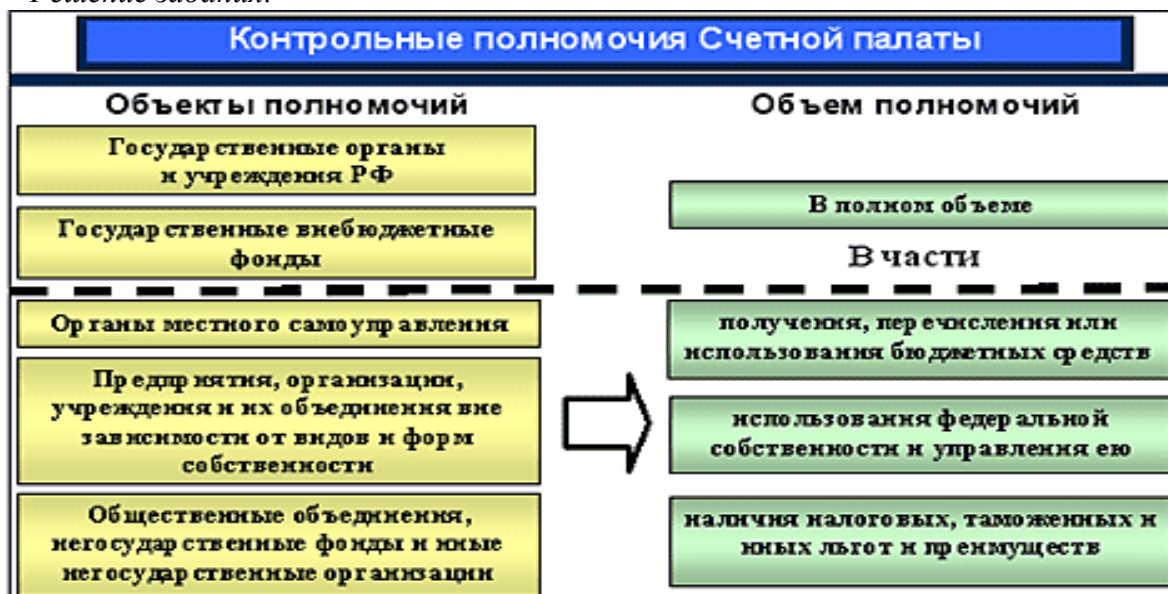 Решение задания:
Контрольные полномочия Счетной палаты
Объекты полномочий
Объем полномочий
Государственные органы
и учреждения РФ
В полном объеме
Государственные внебюджетные
фонды
В части
Органы местного самоуправления
получения, перечисления или
использования бюджетных средств
Предприятия, организации,
учреждения и их объединения вне
зависимости от видов и форм
собственности
использования федеральной
собственности и управления ею
Общественные объединения,
негосударственные фонды и иные
негосударственные организации
наличия налоговых, таможенных и
иных льгот и преимуществ